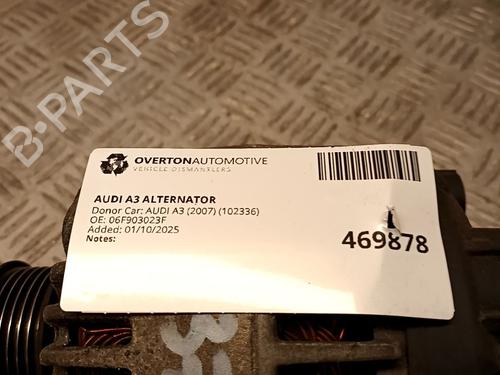 B-PARTS
OVERTONAUTOMOTIVE
VEHICLE DISMANTLERS
AUDI A3 ALTERNATOR
Donor Car: AUDI A3 (2007) (102336)
OE: 06F903023F
Added: 01/10/2025
Notes:
469878